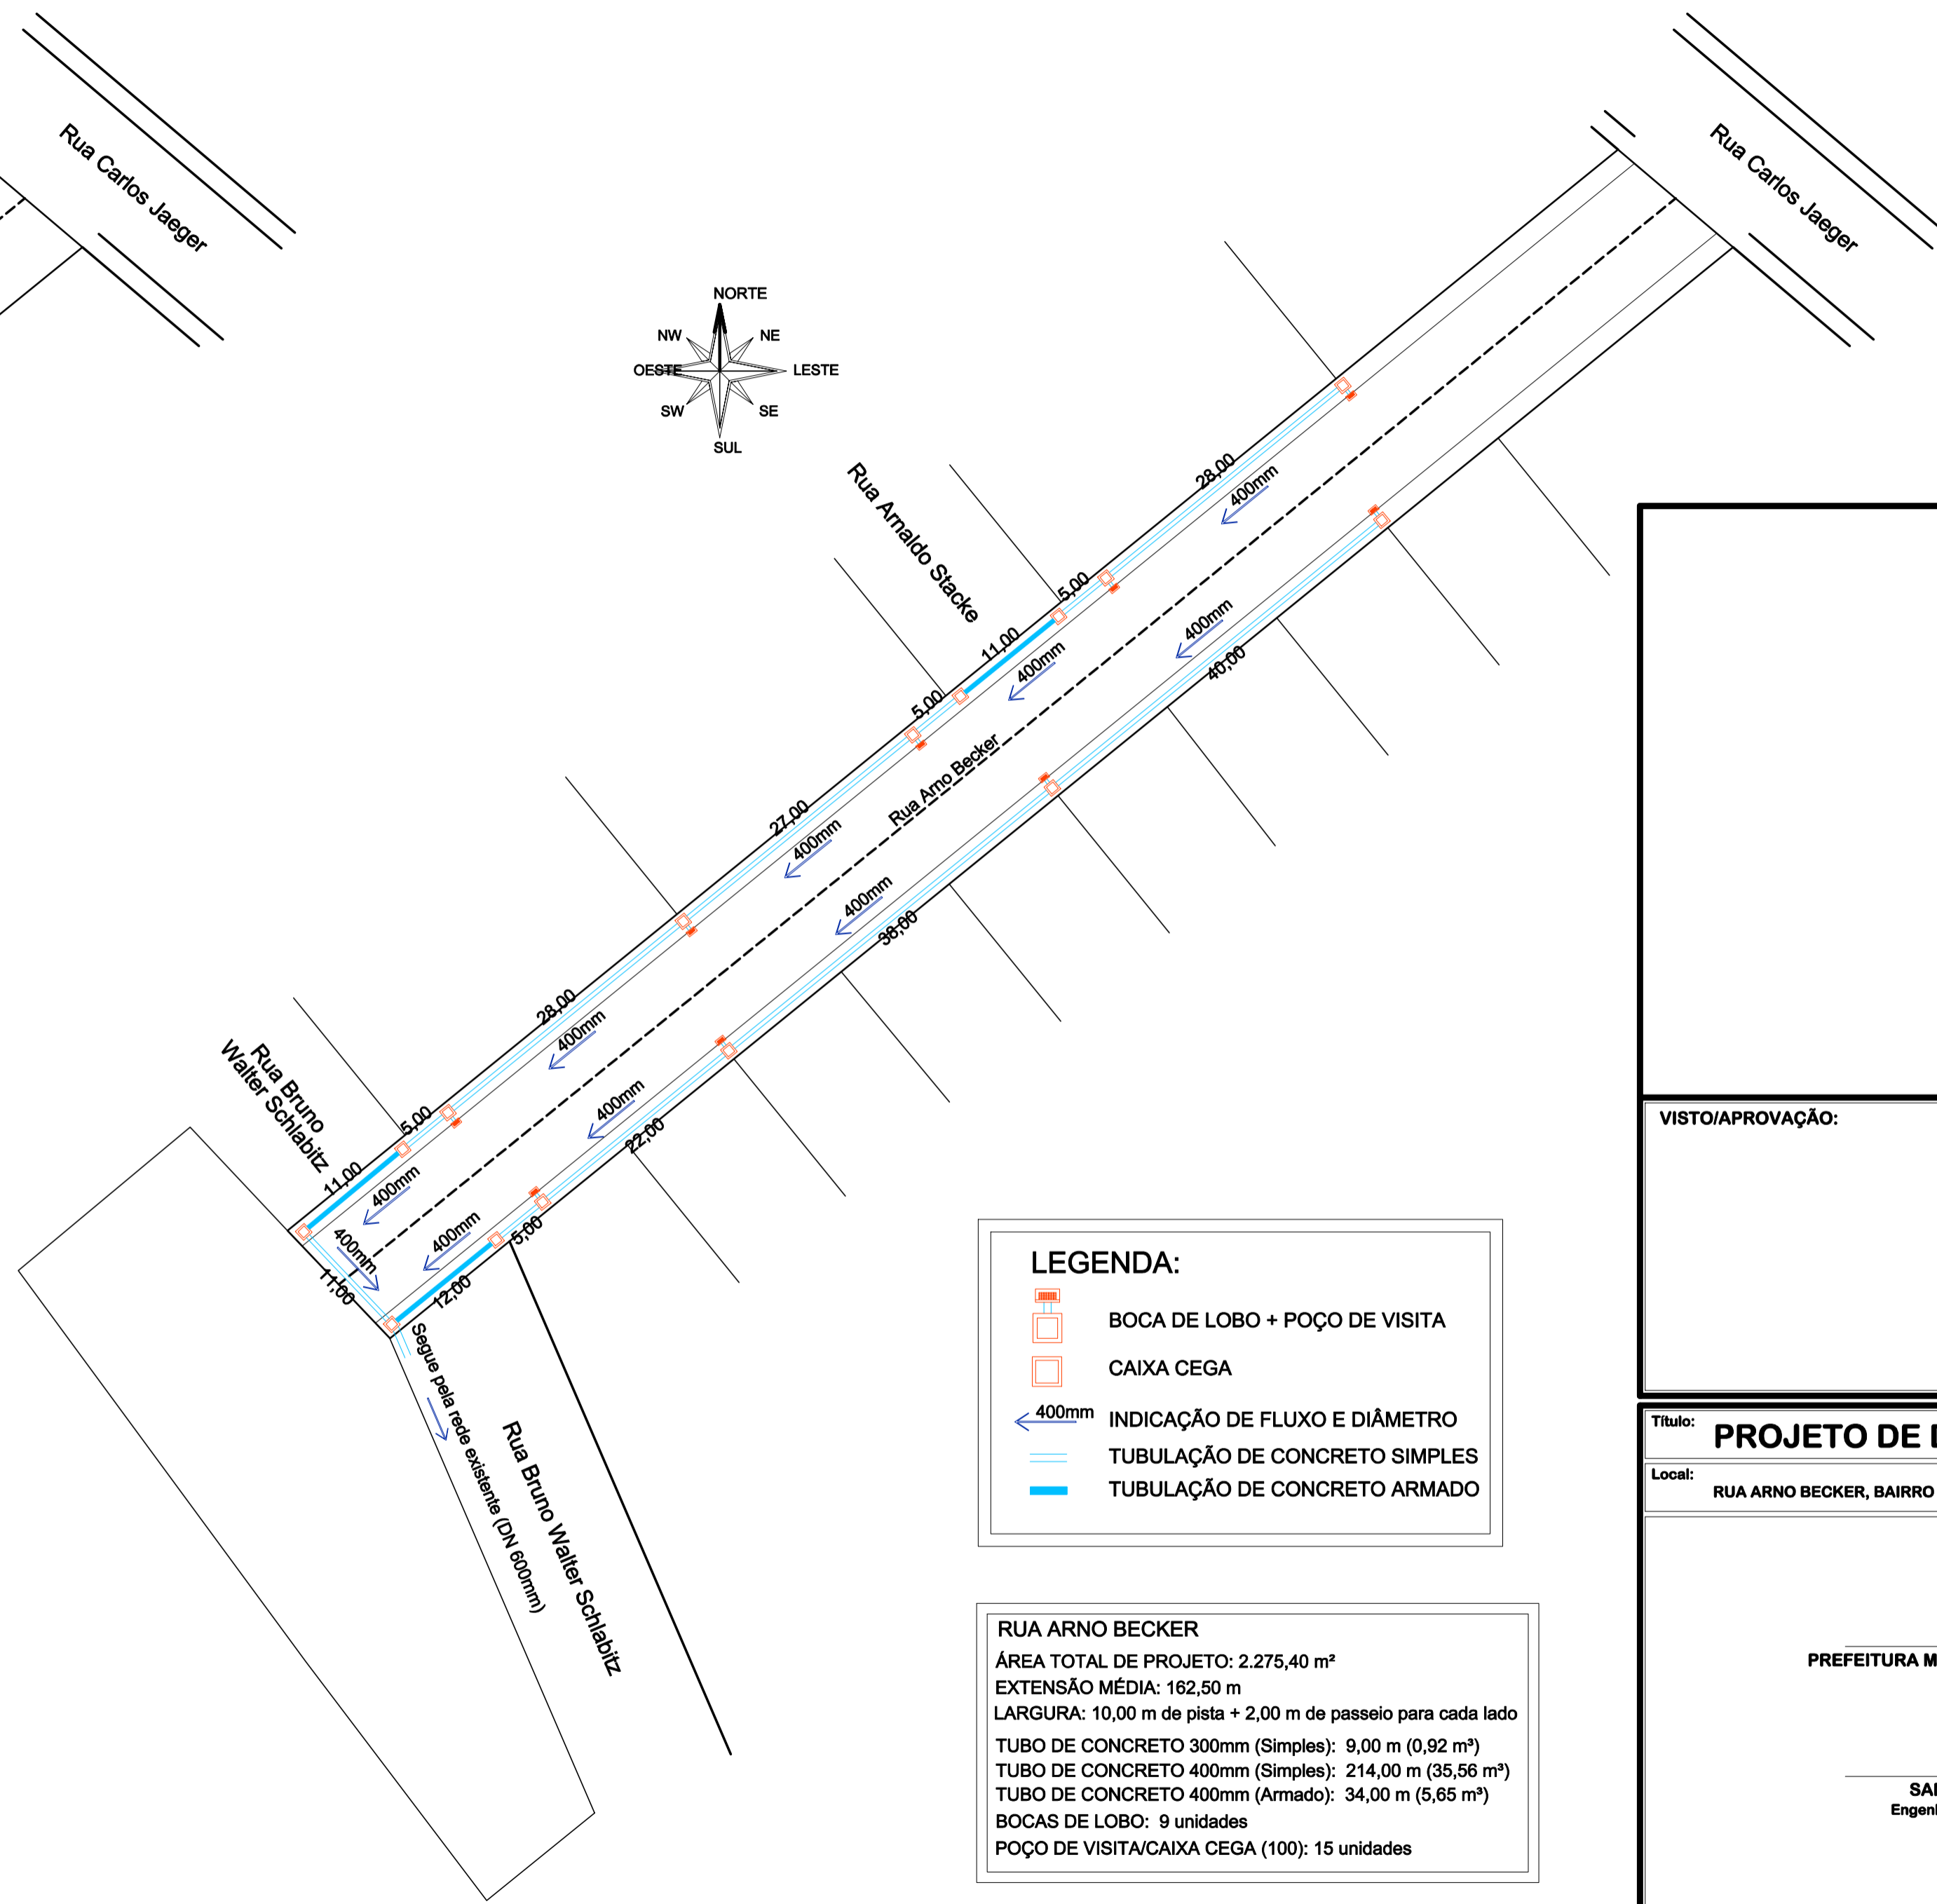 Rua Carlos Jaeger
Rua Carlos Jaeger
NORTE
NW
NE
OESTE
LESTE
SW
SE
SUL
Rua Arnaldo Stacke
28,00
400mm
5,00
11,00
400mm
400mm
40,00
5,00
Rua Arno Becker
27,00
400mm
400mm
38,00
28,00
400mm
400mm
22,00
Rua Bruno
Walter Schlabitz
5,00
11,00
400mm
400mm
5,00
400mm
11,00
12,00
Segue pela rede existente (DN 600mm)
Rua Bruno Walter Schlabitz
LEGENDA:
BOCA DE LOBO + POÇO DE VISITA
CAIXA CEGA
400mm
INDICAÇÃO DE FLUXO E DIÂMETRO
TUBULAÇÃO DE CONCRETO SIMPLES
TUBULAÇÃO DE CONCRETO ARMADO
RUA ARNO BECKER
ÁREA TOTAL DE PROJETO: 2.275,40 m²
EXTENSÃO MÉDIA: 162,50 m
LARGURA: 10,00 m de pista + 2,00 m de passeio para cada lado
TUBO DE CONCRETO 300mm (Simples): 9,00 m (0,92 m³)
TUBO DE CONCRETO 400mm (Simples): 214,00 m (35,56 m³)
TUBO DE CONCRETO 400mm (Armado): 34,00 m (5,65 m³)
BOCAS DE LOBO: 9 unidades
POÇO DE VISITA/CAIXA CEGA (100): 15 unidades
VISTO/APROVAÇÃO:
Título:
PROJETO DE
Local:
RUA ARNO BECKER, BAIRRO
PREFEITURA M
SA
Engen